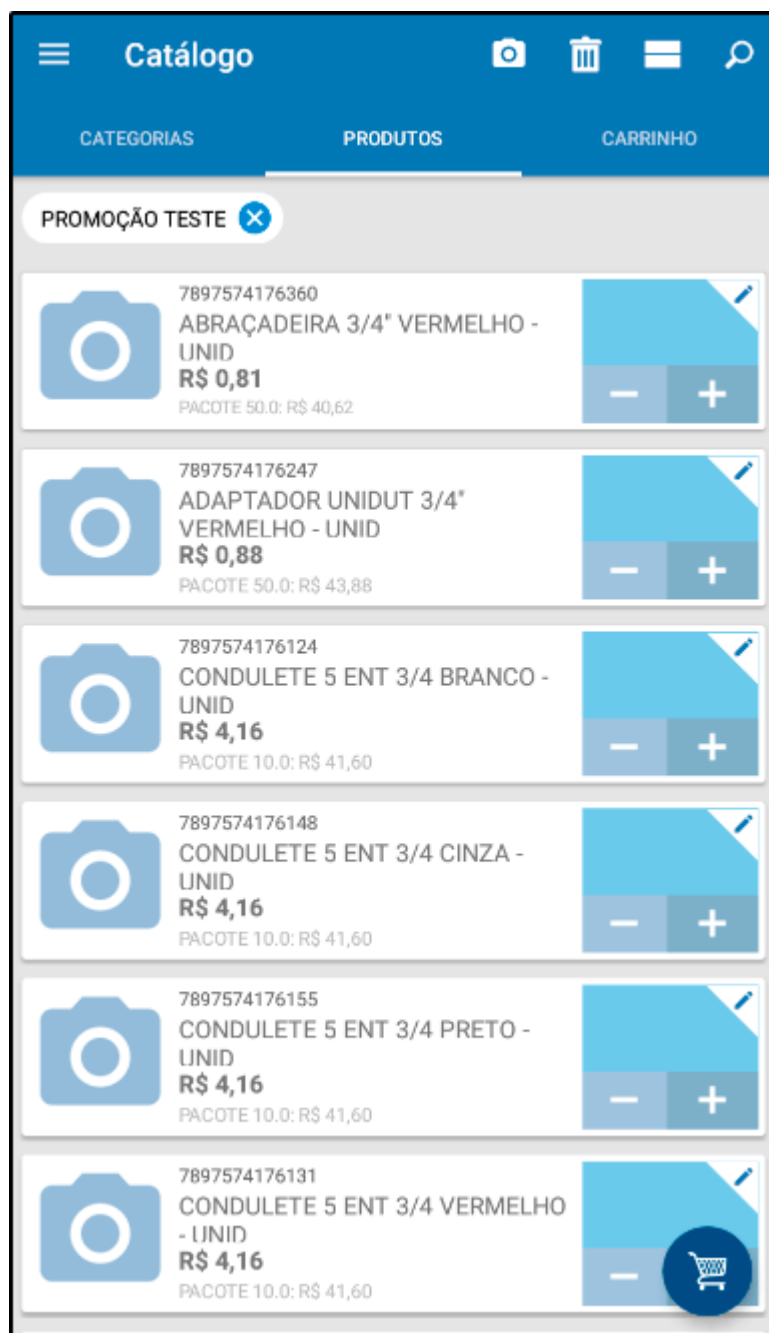 Catálogo
CATEGORIAS PRODUTOS CARRINHO
PROMOÇÃO TESTE
7897574176360
ABRAÇADEIRA 3/4" VERMELHO -
UNID
R$ 0,81
PACOTE 50.0: R$ 40,62
7897574176247
ADAPTADOR UNIDUT 3/4"
VERMELHO - UNID
R$ 0,88
PACOTE 50.0: R$ 43,88
7897574176124
CONDULETE 5 ENT 3/4 BRANCO -
UNID
R$ 4,16
PACOTE 10.0: R$ 41,60
7897574176148
CONDULETE 5 ENT 3/4 CINZA -
UNID
R$ 4,16
PACOTE 10.0: R$ 41,60
7897574176155
CONDULETE 5 ENT 3/4 PRETO -
UNID
R$ 4,16
PACOTE 10.0: R$ 41,60
7897574176131
CONDULETE 5 ENT 3/4 VERMELHO
- UNID
R$ 4,16
PACOTE 10.0: R$ 41,60